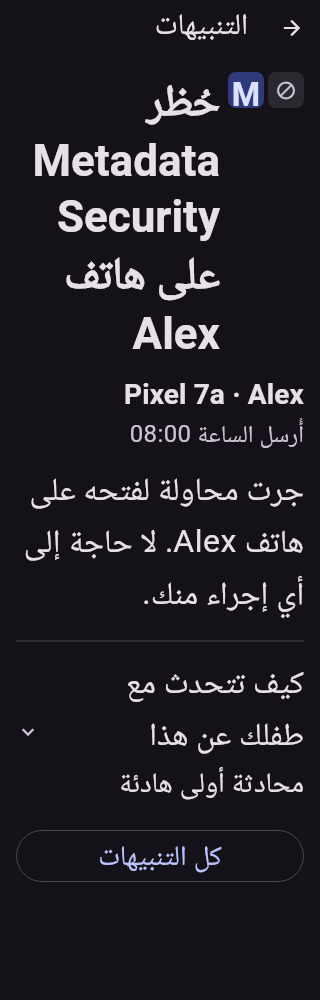 التنبيهات
M
حُظر
Metadata
Security
على هاتف
Alex
Pixel 7a · Alex
أُرسل الساعة 08:00
جرت محاولة لفتحه على
هاتف Alex. لا حاجة إلى
أي إجراء منك.
كيف تتحدث مع
طفلك عن هذا
محادثة أولى هادئة
كل التنبيهات